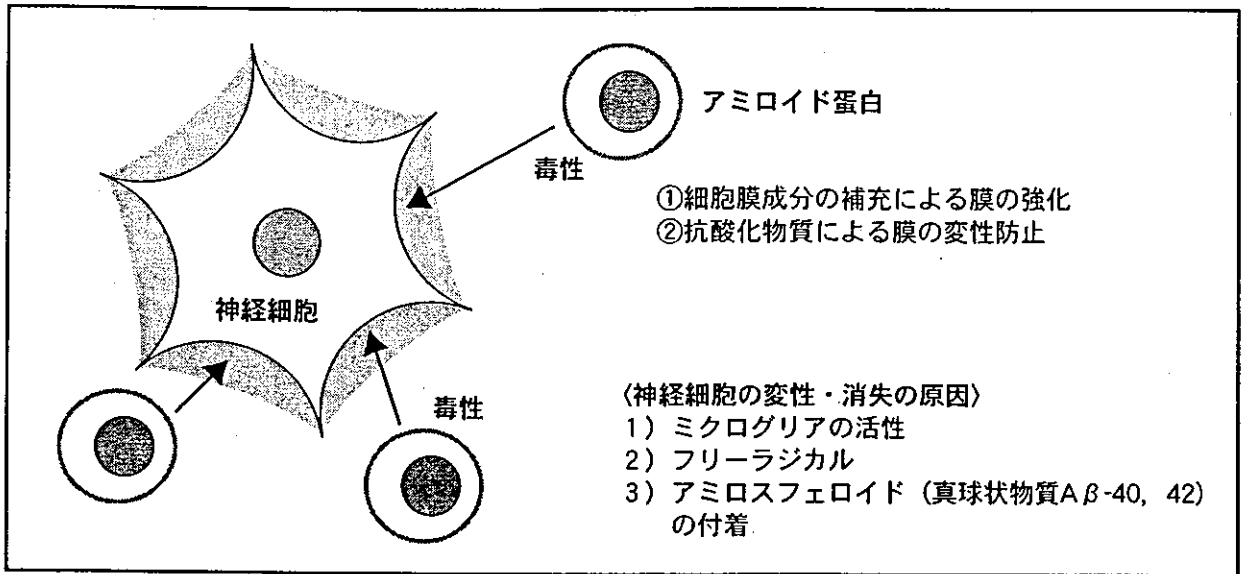 アミロイド蛋白
毒性
①細胞膜成分の補充による膜の強化
②抗酸化物質による膜の変性防止
神経細胞
毒性
〈神経細胞の変性・消失の原因〉
1）ミクログリアの活性
2）フリーラジカル
3）アミロスフェロイド（真球状物質Aβ-40, 42）
の付着